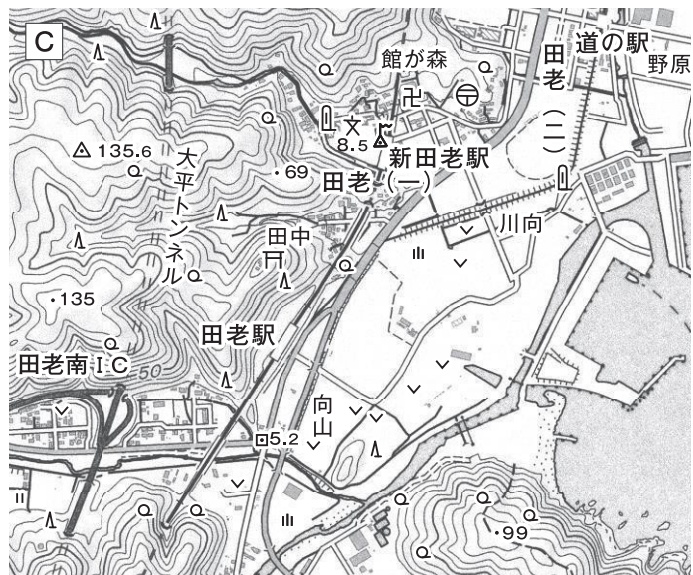 C
道の駅
館が森
田老(二)
野原
8.5
新田老駅
135.6
69
田老(一)
大平トンネル
川向
田中
135
田老駅
田老南IC
50
向山
5.2
99